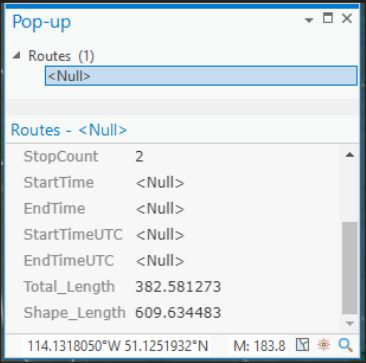 Pop-up
Routes (1)
<Null>
Routes - <Null>
StopCount 2
StartTime <Null>
EndTime <Null>
StartTimeUTC <Null>
EndTimeUTC <Null>
Total_Length 382.581273
Shape_Length 609.634483
114.1318050°W 51.1251932°N M: 183.8